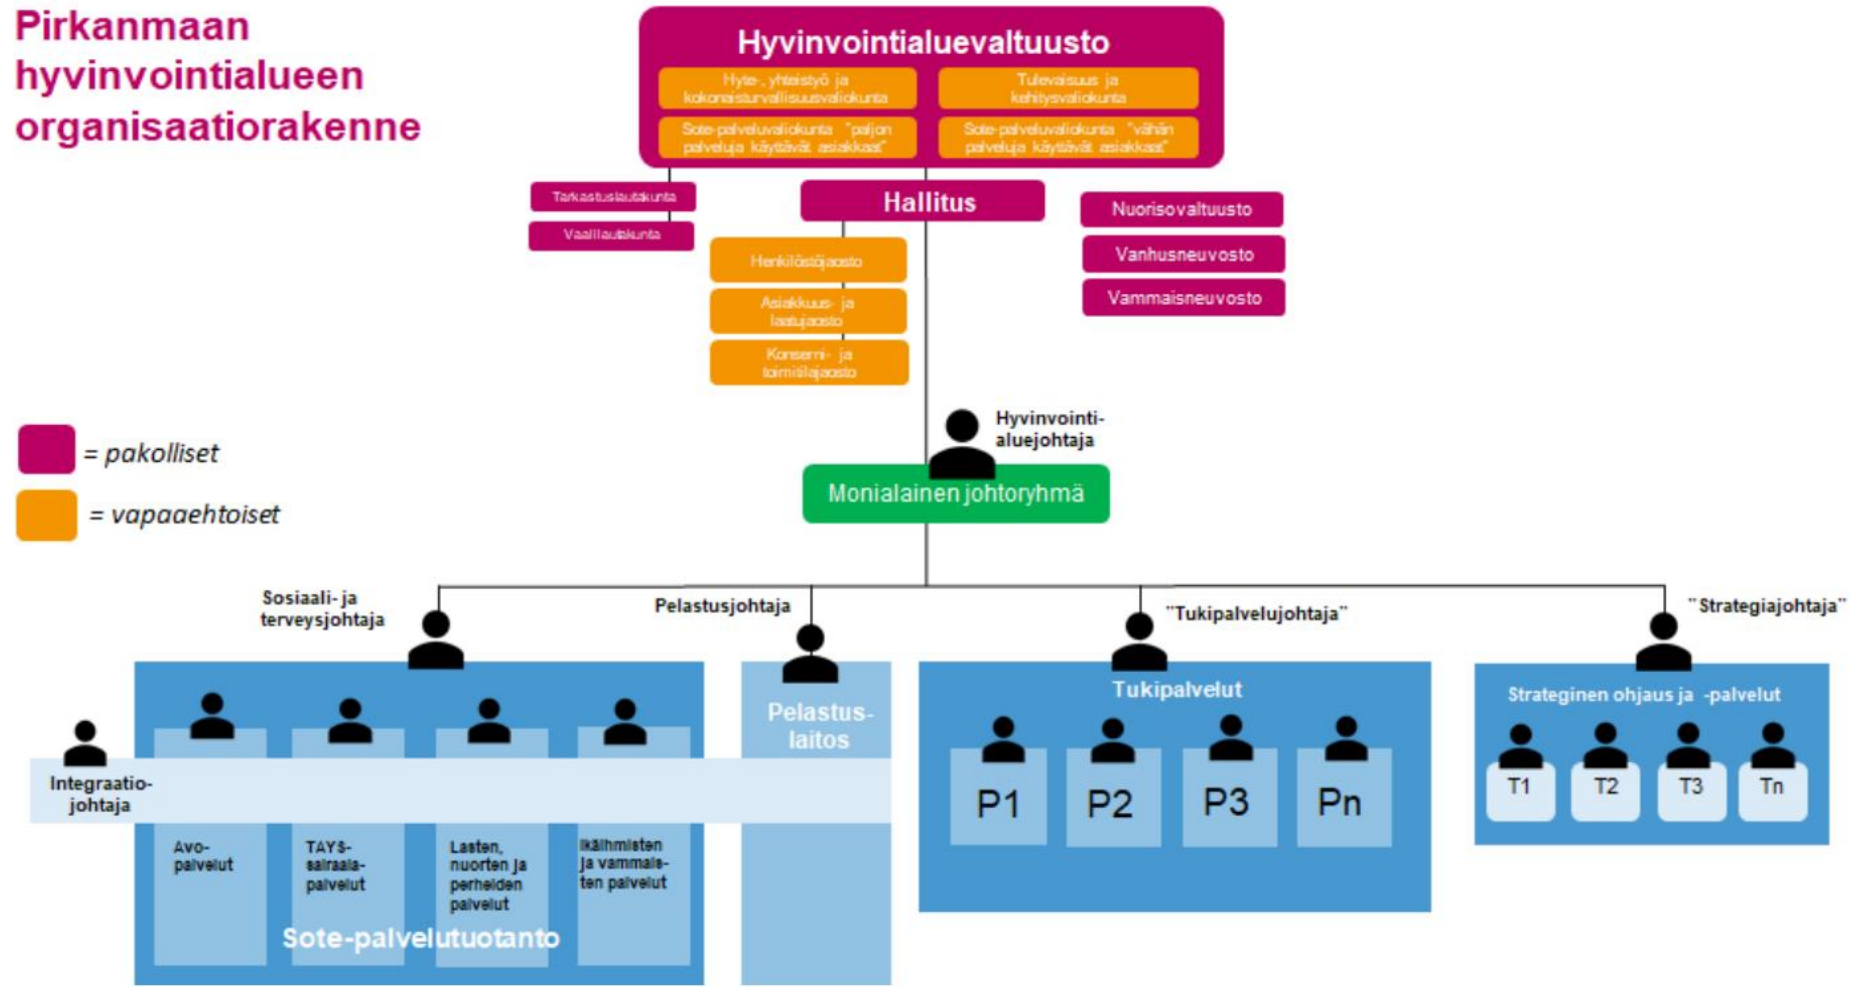 Pirkanmaan
hyvinvointialueen
organisaatiorakenne
Hyvinvointialuevaltuusto
Hyte-, yhteistyö ja
kokonaisturvallisuusvaliokunta
Tulevaisuus ja
kehitysvaliokunta
Sote-palveluvaliokunta "paljon
palveluja käyttävät asiakkaat"
Sote-palveluvaliokunta "vähän
palveluja käyttävät asiakkaat"
Tarkastuslautakunta
Vaalilautakunta
Hallitus
Nuorisovaltuusto
Vanhusneuvosto
Vammaisneuvosto
Henkilöstöjaosto
Asiakkuus- ja
laatujaosto
Konserni- ja
toimitilajaosto
= pakolliset
= vapaaehtoiset
Hyvinvointi-
aluejohtaja
Monialainen johtoryhmä
Sosiaali- ja
terveysjohtaja
Pelastusjohtaja
"Tukipalvelujohtaja"
"Strategiajohtaja"
Integraatio-
johtaja
Avo-
palvelut
TAYS-
sairaala-
palvelut
Lasten,
nuorten ja
perheiden
palvelut
Ikäihmisten
ja vammais-
ten palvelut
Sote-palvelutuotanto
Pelastus-
laitos
Tukipalvelut
P1
P2
P3
Pn
Strateginen ohjaus ja -palvelut
T1
T2
T3
Tn